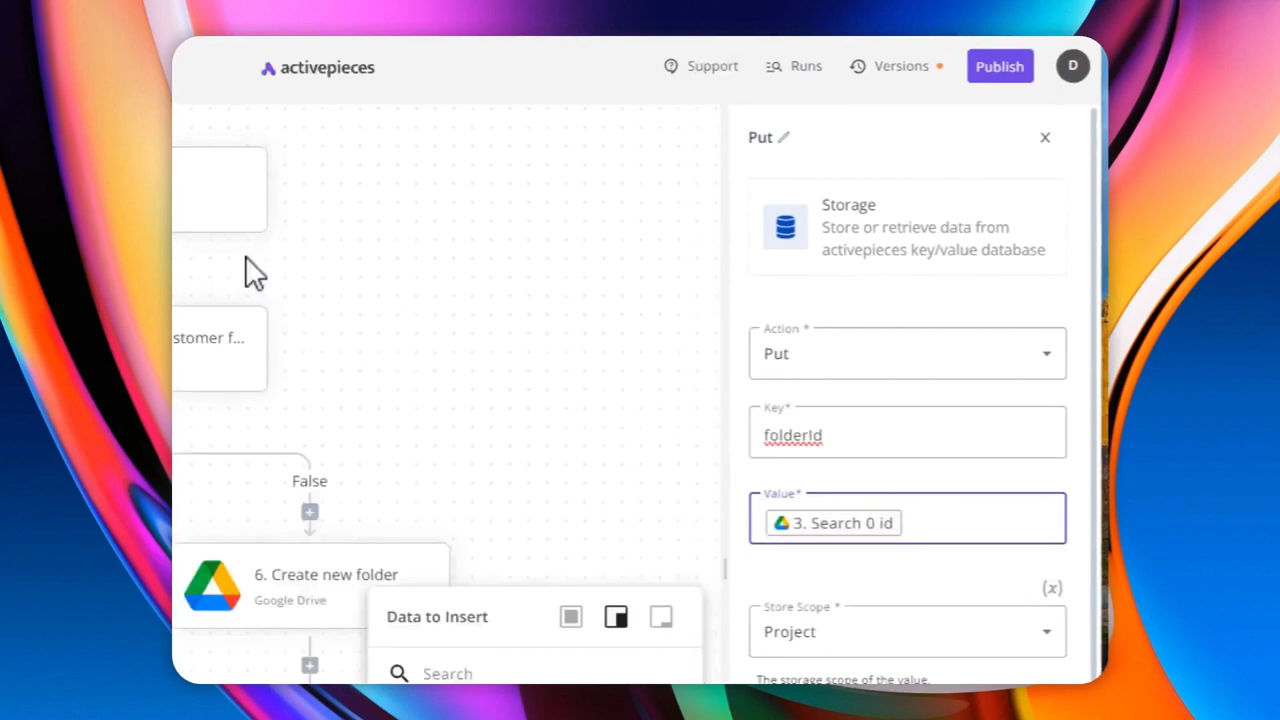 activepieces
Support
Runs
Versions
Publish
D
Put
Storage
Store or retrieve data from
activepieces key/value database
Action *
Put
Key*
folderId
Value*
3. Search 0 id
(x)
Store Scope *
Project
The storage scope of the value.
stomer f...
False
6. Create new folder
Google Drive
Data to Insert
Search